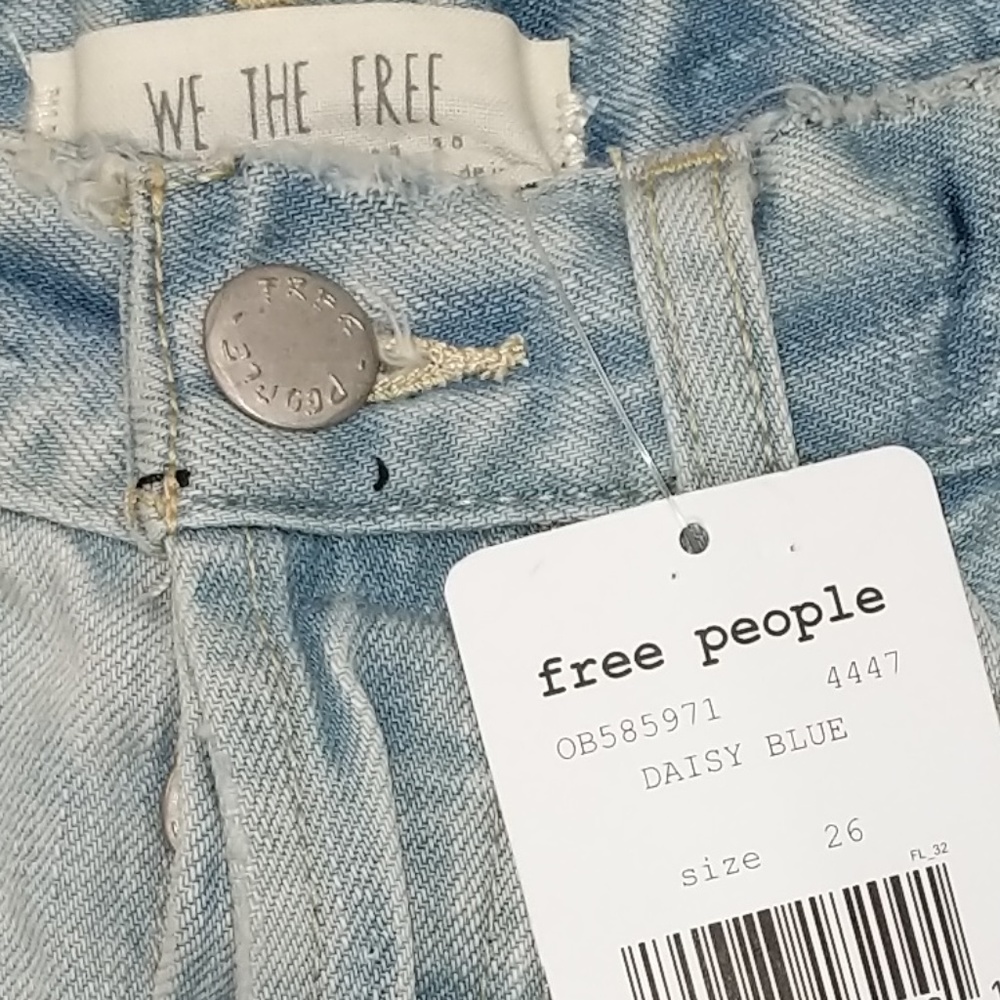 WE THE FREE
FREE
PEOPLE
free people
OB585971 4447
DAISY BLUE
size 26
FL_32